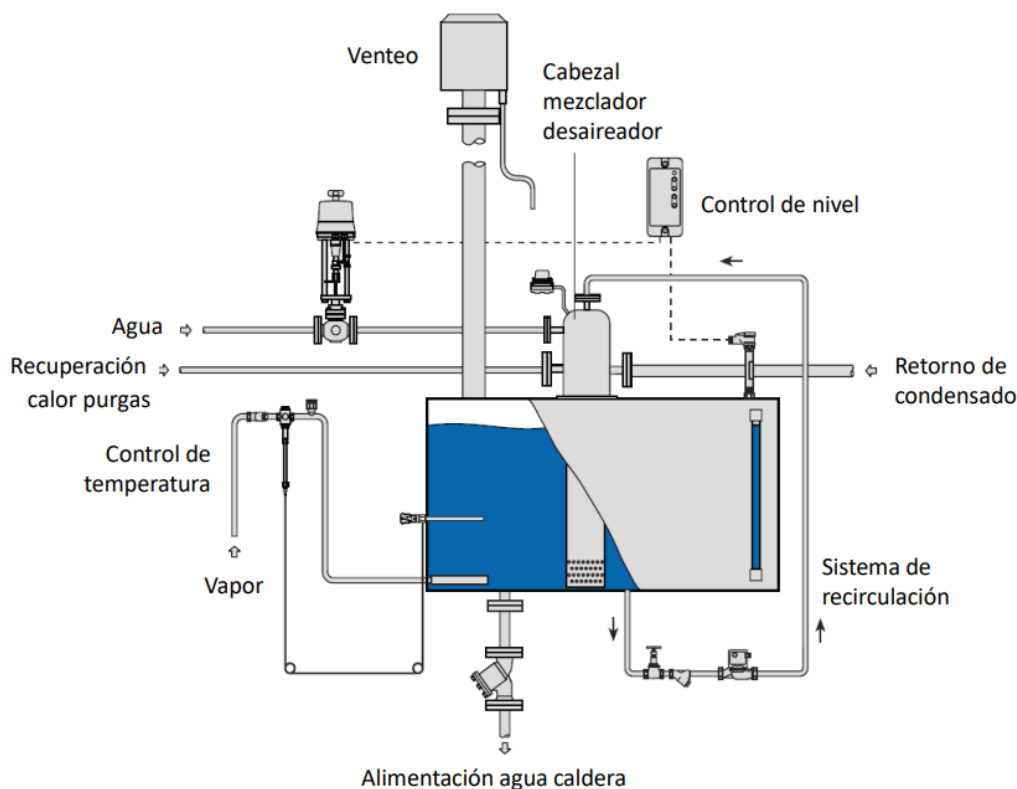 Venteo
Cabezal
mezclador
desaireador
Control de nivel
Agua
Recuperación
calor purgas
Retorno de
condensado
Control de
temperatura
Vapor
Sistema de
recirculación
Alimentación agua caldera